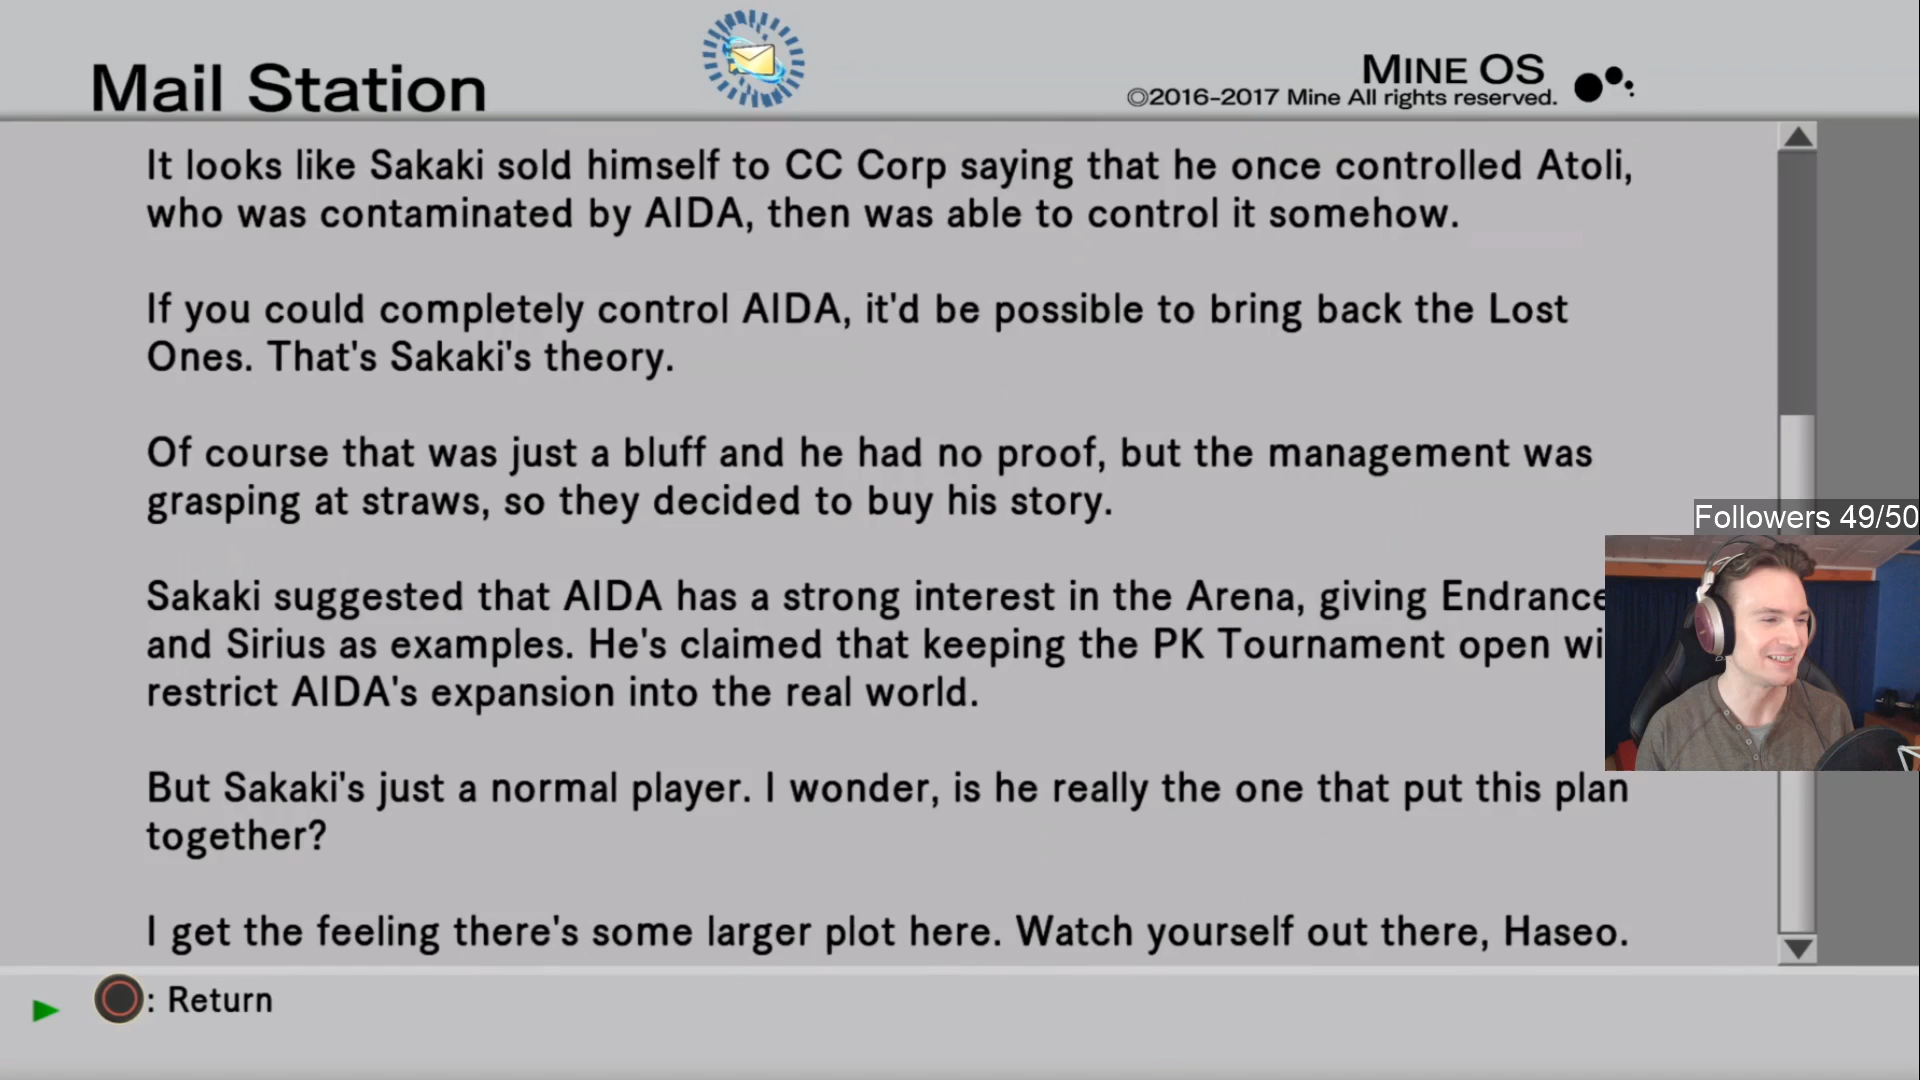 Mail Station
MINE OS
©2016-2017 Mine All rights reserved.
It looks like Sakaki sold himself to CC Corp saying that he once controlled Atoli,
who was contaminated by AIDA, then was able to control it somehow.
If you could completely control AIDA, it'd be possible to bring back the Lost
Ones. That's Sakaki's theory.
Of course that was just a bluff and he had no proof, but the management was
grasping at straws, so they decided to buy his story.
Followers 49/50
Sakaki suggested that AIDA has a strong interest in the Arena, giving Endrance
and Sirius as examples. He's claimed that keeping the PK Tournament open wi
restrict AIDA's expansion into the real world.
But Sakaki's just a normal player. I wonder, is he really the one that put this plan
together?
I get the feeling there's some larger plot here. Watch yourself out there, Haseo.
: Return